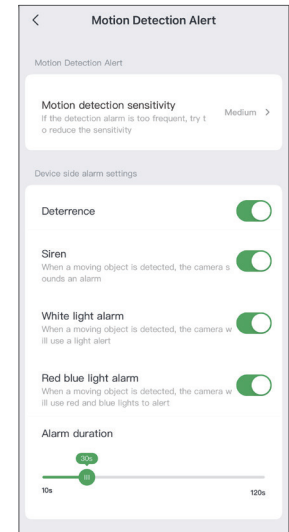 Motion Detection Alert
Motion Detection Alert
Motion detection sensitivity
If the detection alarm is too frequent, try t
o reduce the sensitivity
Medium >
Device side alarm settings
Deterrence
Siren
When a moving object is detected, the camera s
ounds an alarm
White light alarm
When a moving object is detected, the camera w
ill use a light alert
Red blue light alarm
When a moving object is detected, the camera w
ill use red and blue lights to alert
Alarm duration
30s
10s
120s